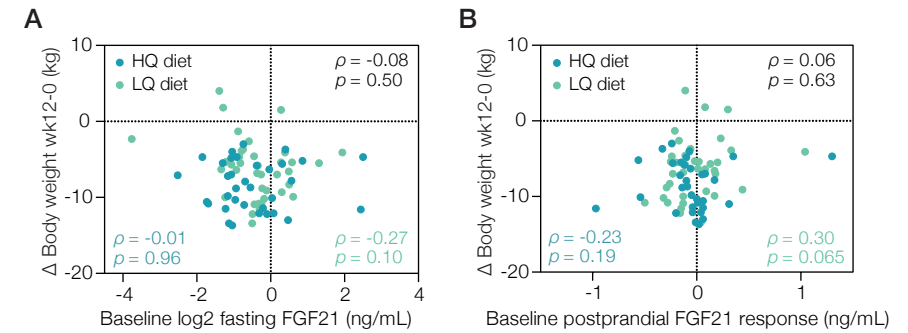 A
Δ Body weight wk12-0 (kg)
10
0
-10
-20
HQ diet
LQ diet
ρ = -0.08
p = 0.50
ρ = -0.01
p = 0.96
ρ = -0.27
p = 0.10
-4
-2
0
2
4
Baseline log2 fasting FGF21 (ng/mL)
B
Δ Body weight wk12-0 (kg)
10
0
-10
-20
HQ diet
LQ diet
ρ = 0.06
p = 0.63
ρ = -0.23
p = 0.19
ρ = 0.30
p = 0.065
-1
0
1
Baseline postprandial FGF21 response (ng/mL)